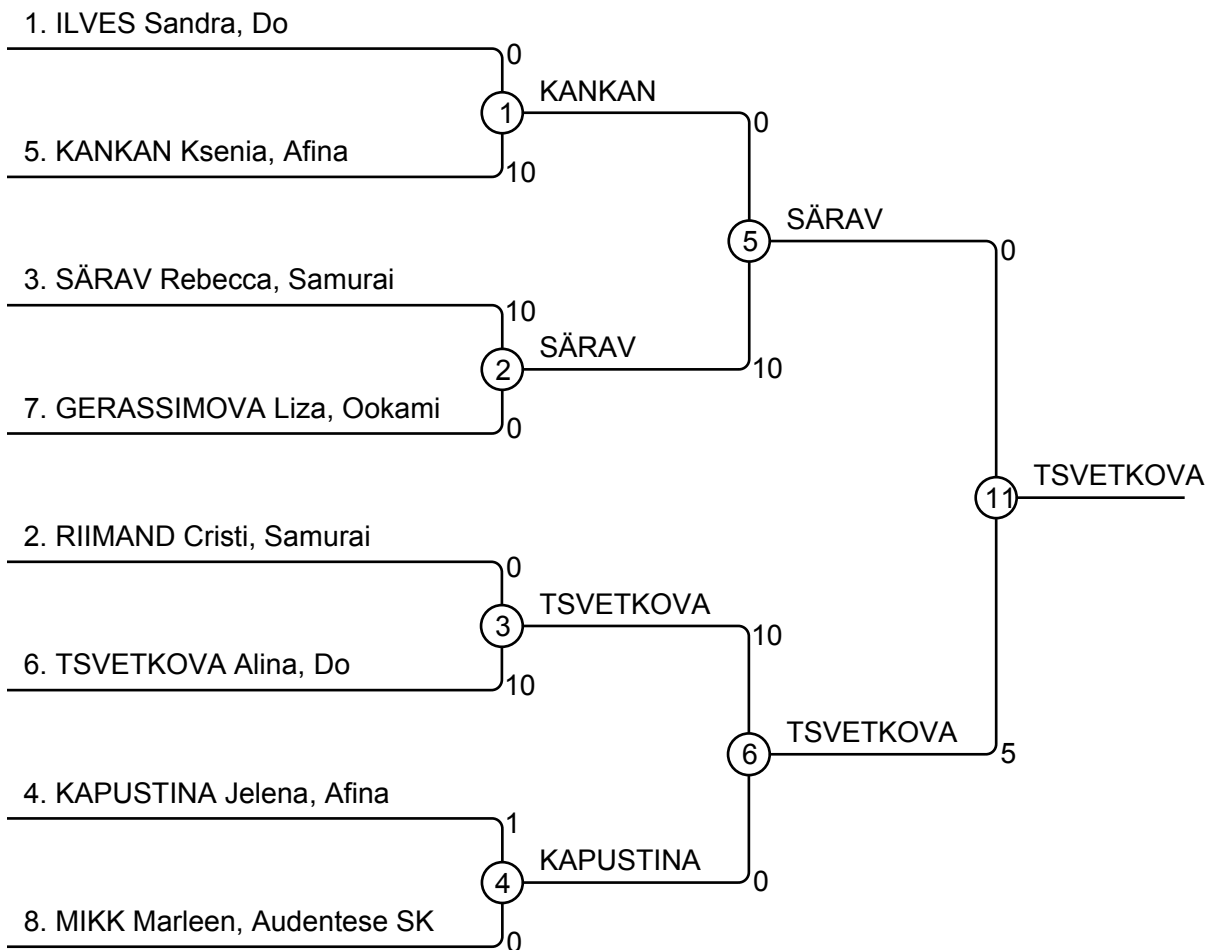 1. ILVES Sandra, Do
0
1
KANKAN
0
5. KANKAN Ksenia, Afina
10
5
SÄRAV
0
3. SÄRAV Rebecca, Samurai
10
2
SÄRAV
10
7. GERASSIMOVA Liza, Ookami
0
11
TSVETKOVA
2. RIIMAND Cristi, Samurai
0
3
TSVETKOVA
10
6. TSVETKOVA Alina, Do
10
6
TSVETKOVA
5
4. KAPUSTINA Jelena, Afina
1
4
KAPUSTINA
0
8. MIKK Marleen, Audentese SK
0